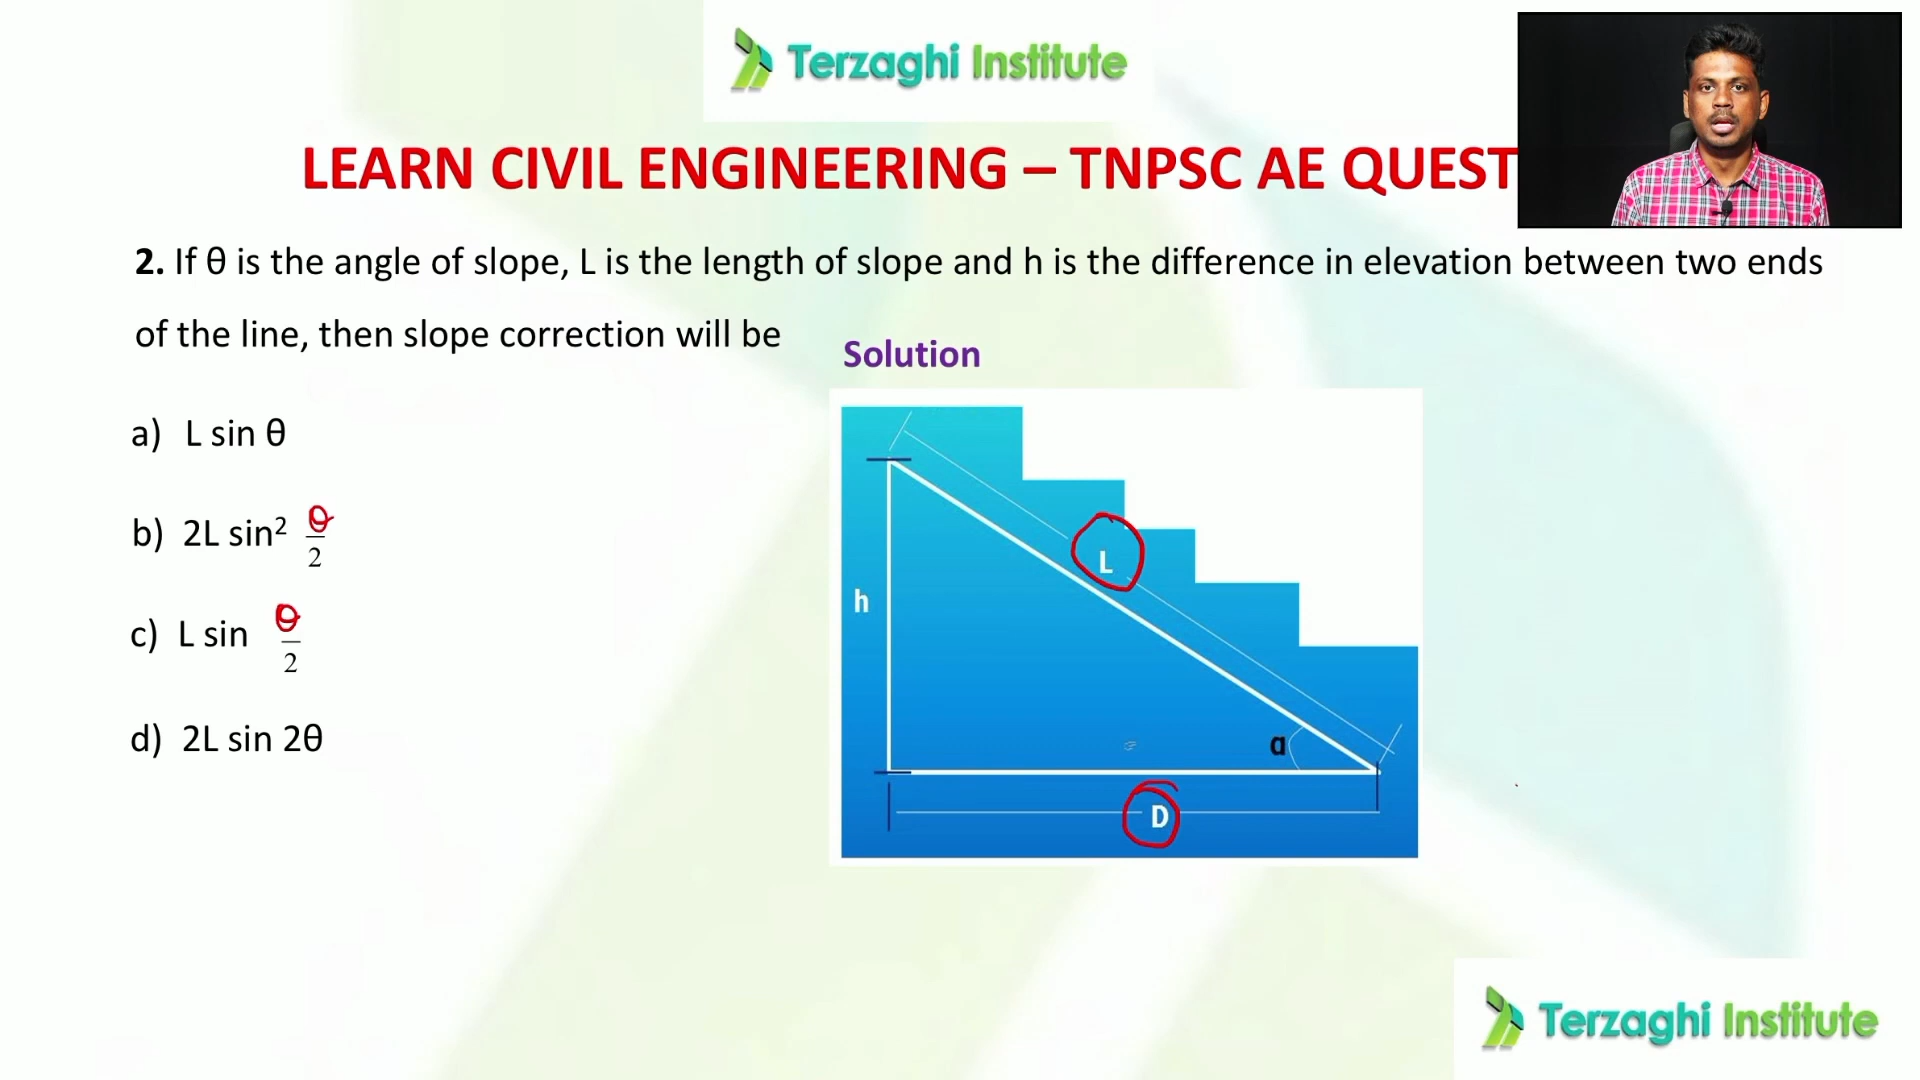 Terzaghi Institute
LEARN CIVIL ENGINEERING – TNPSC AE QUEST
2. If θ is the angle of slope, L is the length of slope and h is the difference in elevation between two ends
of the line, then slope correction will be
Solution
a) L sin θ
b) 2L sin² θ/2
c) L sin θ/2
d) 2L sin 2θ
L
h
α
D
Terzaghi Institute